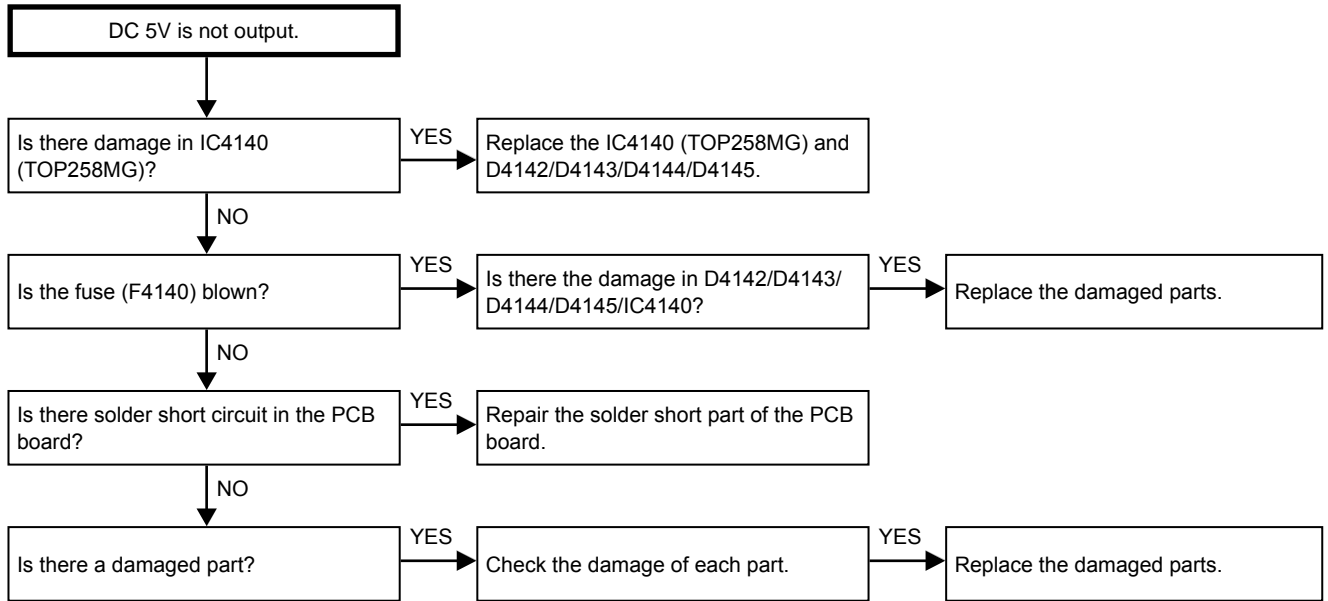 DC 5V is not output.
Is there damage in IC4140
(TOP258MG)?
YES
Replace the IC4140 (TOP258MG) and
D4142/D4143/D4144/D4145.
NO
Is the fuse (F4140) blown?
YES
Is there the damage in D4142/D4143/
D4144/D4145/IC4140?
YES
Replace the damaged parts.
NO
Is there solder short circuit in the PCB
board?
YES
Repair the solder short part of the PCB
board.
NO
Is there a damaged part?
YES
Check the damage of each part.
YES
Replace the damaged parts.